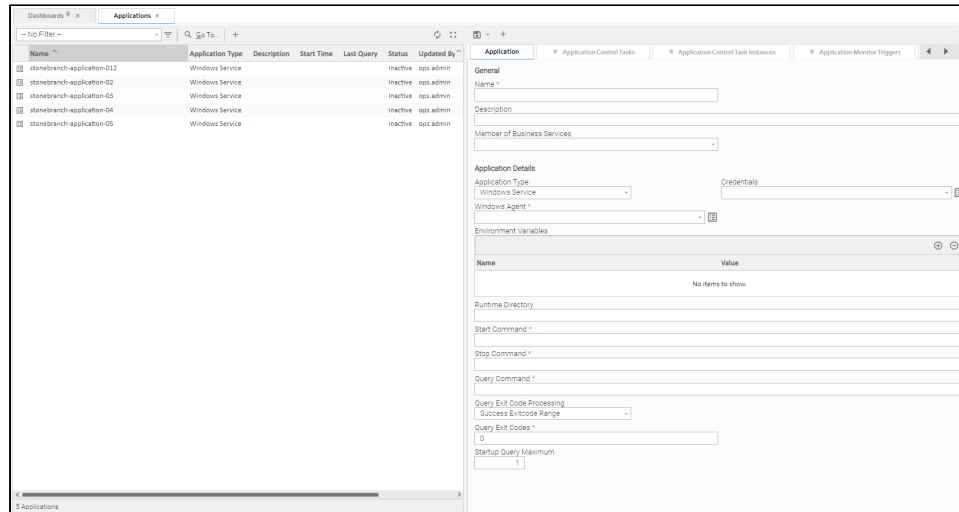 Dashboards Applications
-- No Filter -- Go To...
Name Application Type Description Start Time Last Query Status Updated By
stonebranch-application-012 Windows Service Inactive ops.admin
stonebranch-application-02 Windows Service Inactive ops.admin
stonebranch-application-03 Windows Service Inactive ops.admin
stonebranch-application-04 Windows Service Inactive ops.admin
stonebranch-application-05 Windows Service Inactive ops.admin
5 Applications
Application Application Control Tasks Application Control Task Instances Application Monitor Triggers
General
Name *
Description
Member of Business Services
Application Details
Application Type Credentials
Windows Service
Windows Agent *
Environment Variables
Name Value
No items to show.
Runtime Directory
Start Command *
Stop Command *
Query Command *
Query Exit Code Processing
Success Exitcode Range
Query Exit Codes *
0
Startup Query Maximum
1